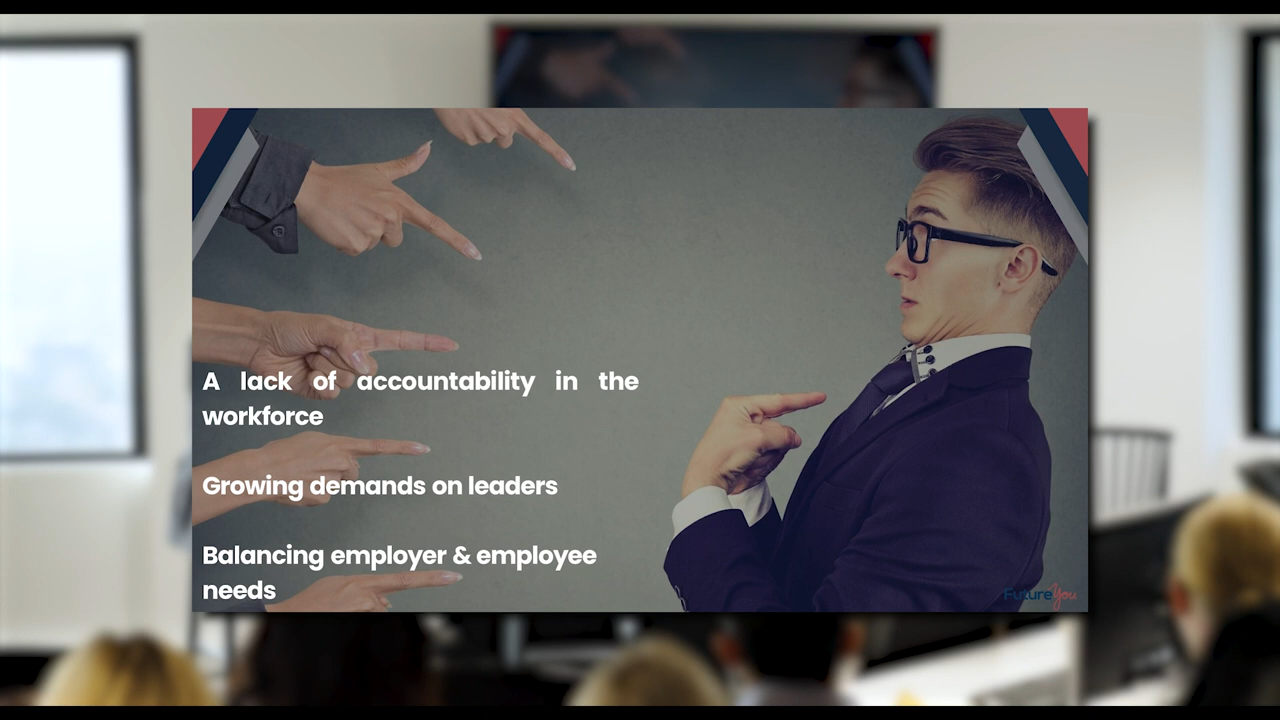 A lack of accountability in the
workforce
Growing demands on leaders
Balancing employer & employee
needs
FutureYou